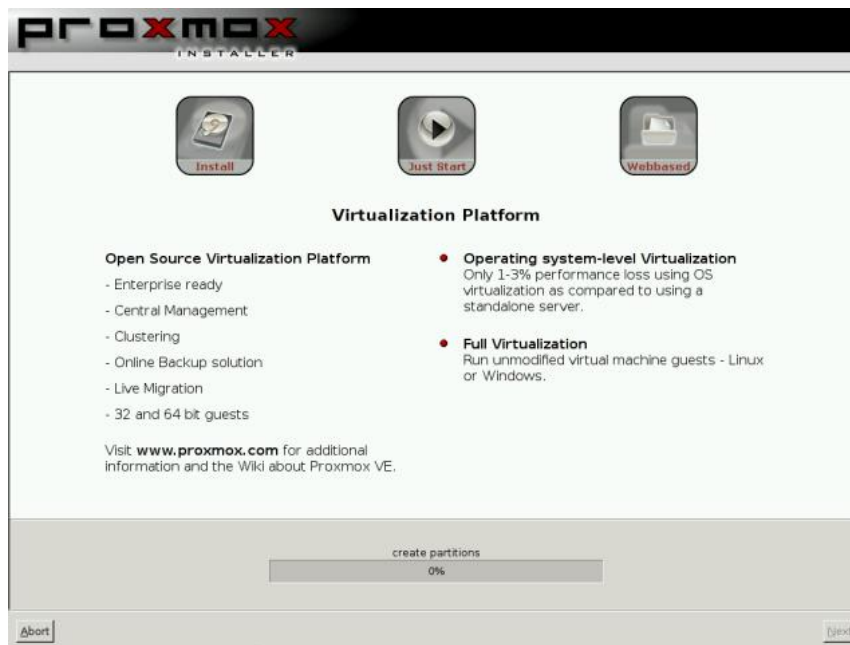 proxmox
INSTALLER
Install
Just Start
Webbased
Virtualization Platform
Open Source Virtualization Platform
- Enterprise ready
- Central Management
- Clustering
- Online Backup solution
- Live Migration
- 32 and 64 bit guests
Visit www.proxmox.com for additional
information and the Wiki about Proxmox VE.
Operating system-level Virtualization
Only 1-3% performance loss using OS
virtualization as compared to using a
standalone server.
Full Virtualization
Run unmodified virtual machine guests - Linux
or Windows.
create partitions
0%
Abort
Next